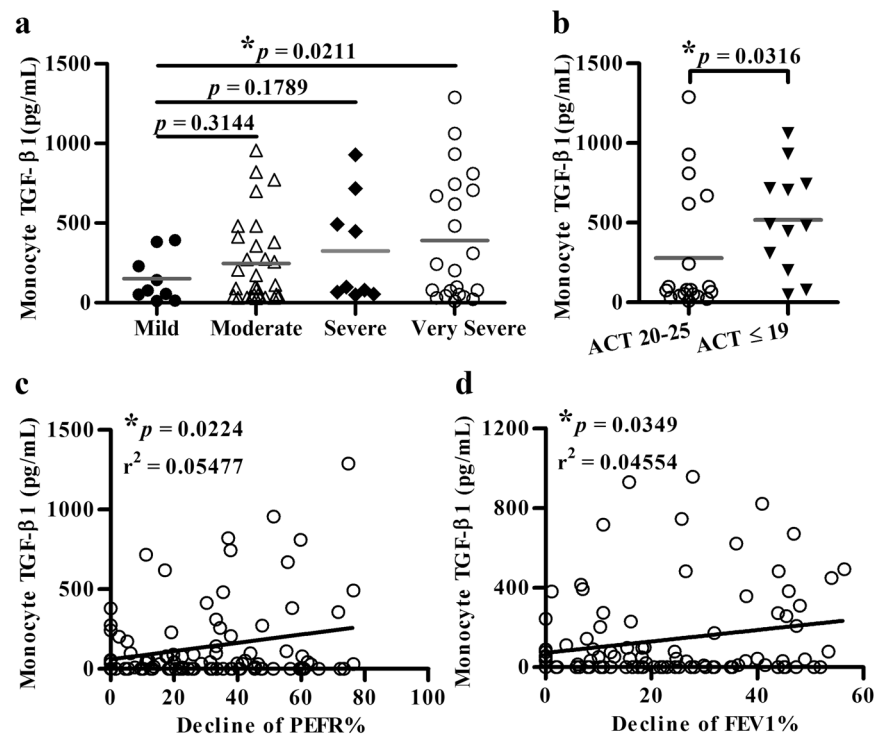 a
* p = 0.0211
p = 0.1789
p = 0.3144
Monocyte TGF-β1(pg/mL)
1500
1000
500
0
Mild Moderate Severe Very Severe
b
* p = 0.0316
Monocyte TGF-β1(pg/mL)
1500
1000
500
0
ACT 20-25 ACT ≤ 19
c
* p = 0.0224
r² = 0.05477
Monocyte TGF-β1 (pg/mL)
1500
1000
500
0
0 20 40 60 80 100
Decline of PEFR%
d
* p = 0.0349
r² = 0.04554
Monocyte TGF-β1 (pg/mL)
1200
800
400
0
0 20 40 60
Decline of FEV1%